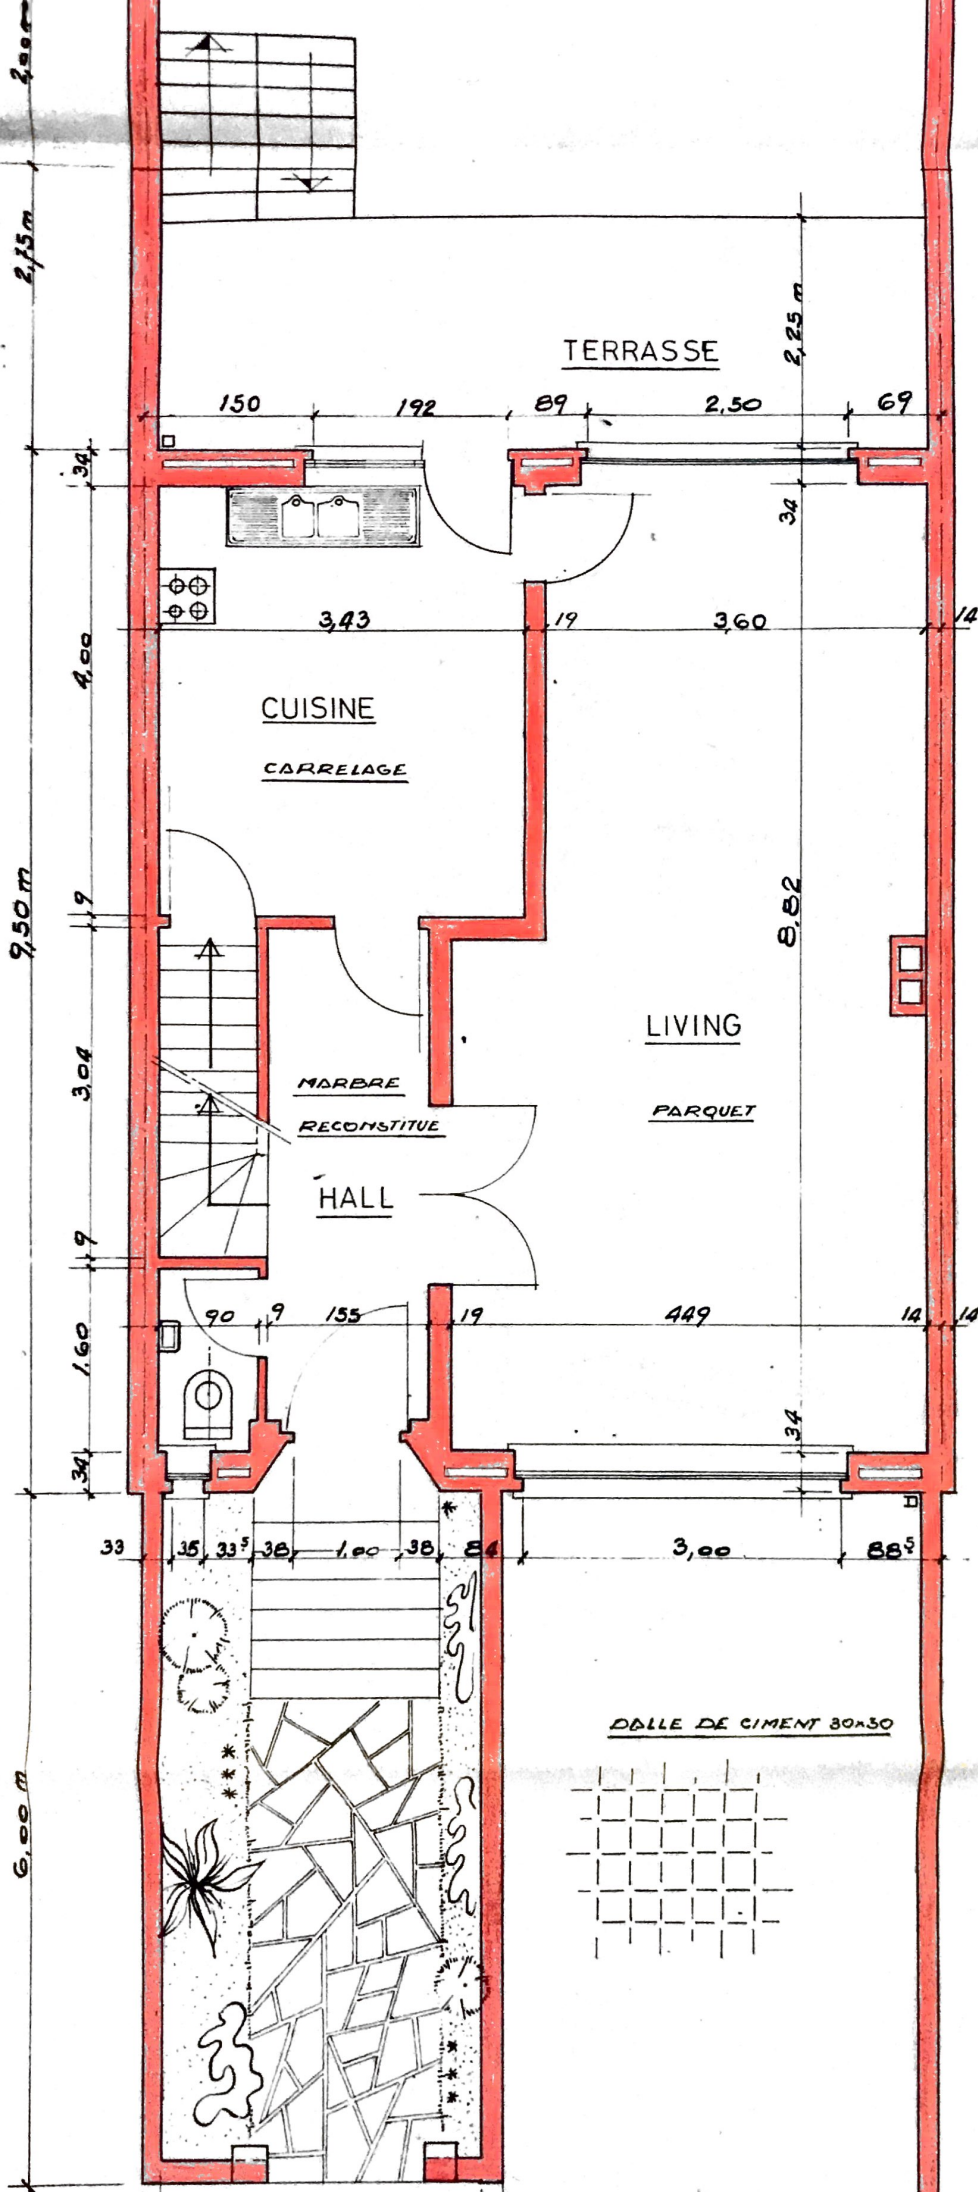 2,00 m
2,75 m
2,25 m
TERRASSE
150
192
89
2,50
69
34
34
3,43
19
3,60
14
4,00
CUISINE
CARRELAGE
9
9,50 m
8,82
LIVING
3,04
MARBRE
RECONSTITUE
PARQUET
HALL
9
90
9
155
19
449
14
14
1.60
34
34
33
35
33⁵
38
1,00
38
84
3,00
88⁵
DALLE DE CIMENT 30x30
6,00 m